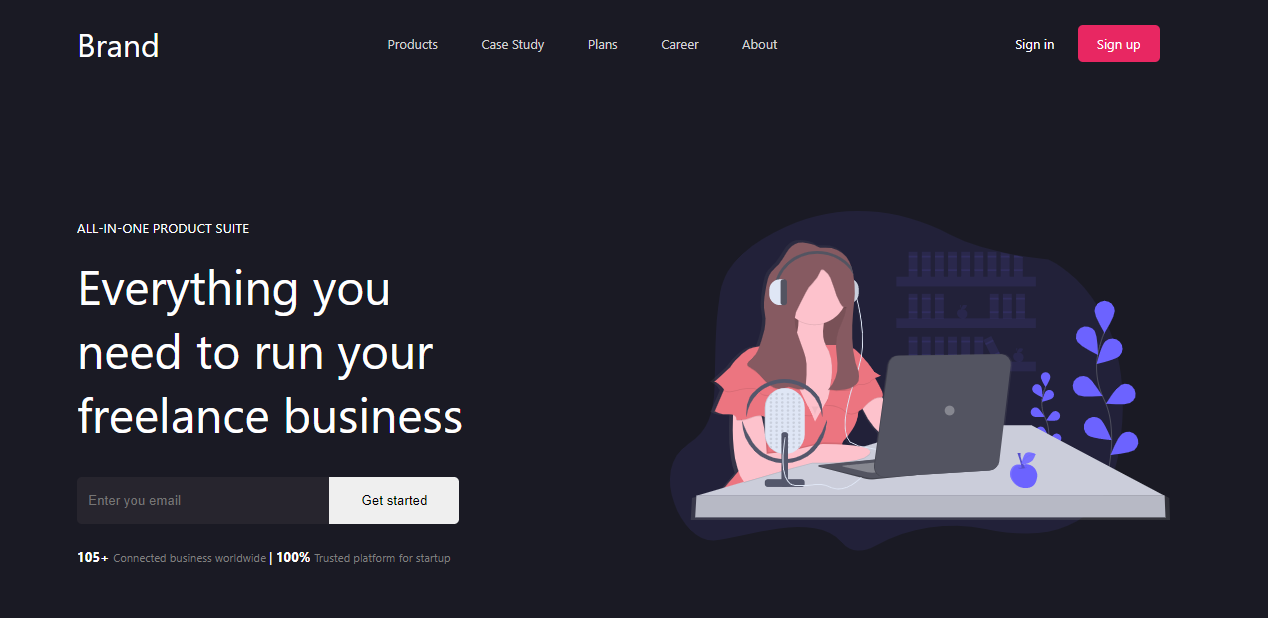 Brand
Products Case Study Plans Career About
Sign in Sign up
ALL-IN-ONE PRODUCT SUITE
Everything you
need to run your
freelance business
Enter you email
Get started
105+ Connected business worldwide | 100% Trusted platform for startup